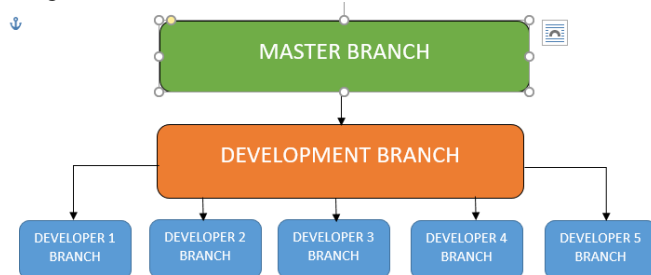 MASTER BRANCH
DEVELOPMENT BRANCH
DEVELOPER 1
BRANCH
DEVELOPER 2
BRANCH
DEVELOPER 3
BRANCH
DEVELOPER 4
BRANCH
DEVELOPER 5
BRANCH